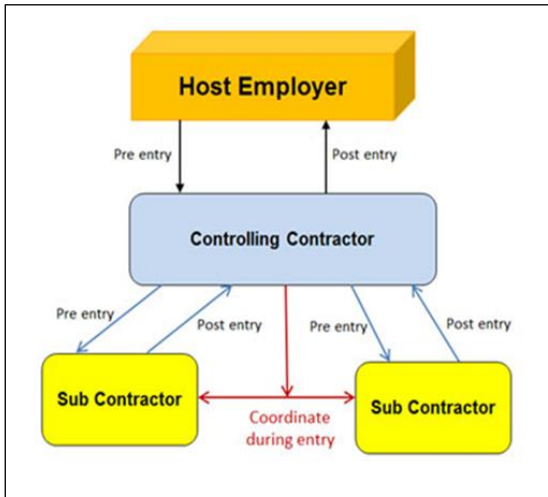 Host Employer
Pre entry
Post entry
Controlling Contractor
Pre entry
Post entry
Pre entry
Post entry
Sub Contractor
Coordinate
during entry
Sub Contractor